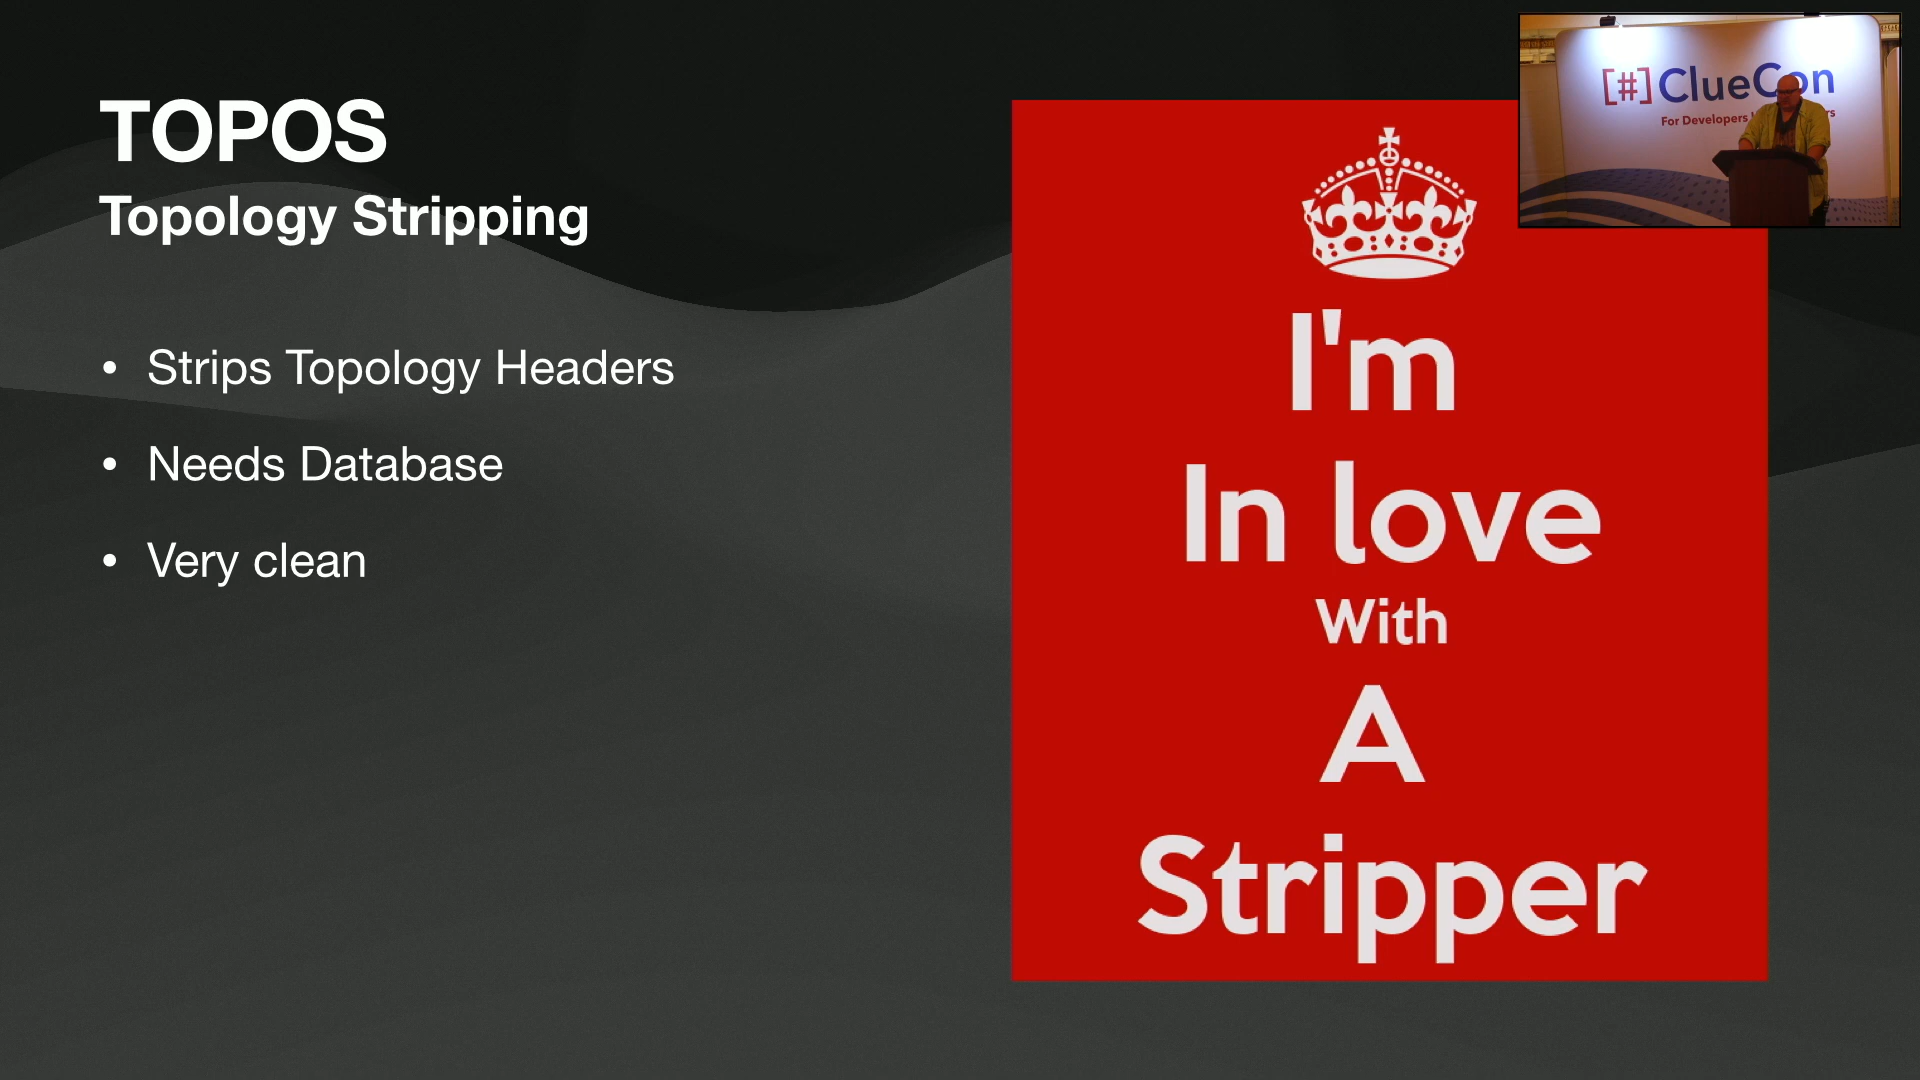 TOPOS
Topology Stripping
• Strips Topology Headers
• Needs Database
• Very clean
I'm
In love
With
A
Stripper
[#] ClueCon
For Developers